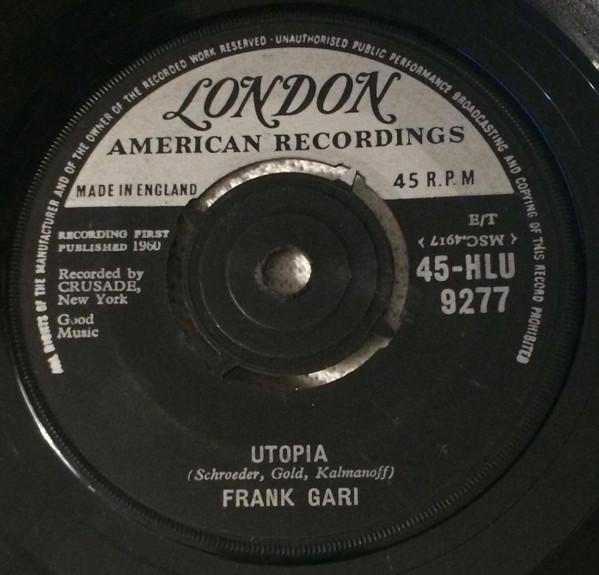 ALL RIGHTS OF THE MANUFACTURER AND OF THE OWNER OF THE RECORDED WORK RESERVED · UNAUTHORISED PUBLIC PERFORMANCE BROADCASTING AND COPYING OF THIS RECORD PROHIBITED
LONDON
AMERICAN RECORDINGS
MADE IN ENGLAND
45 R.P.M
RECORDING FIRST
PUBLISHED 1960
Recorded by
CRUSADE,
New York
Good
Music
E/T
( MSC.4917 )
45-HLU
9277
UTOPIA
(Schroeder, Gold, Kalmanoff)
FRANK GARI